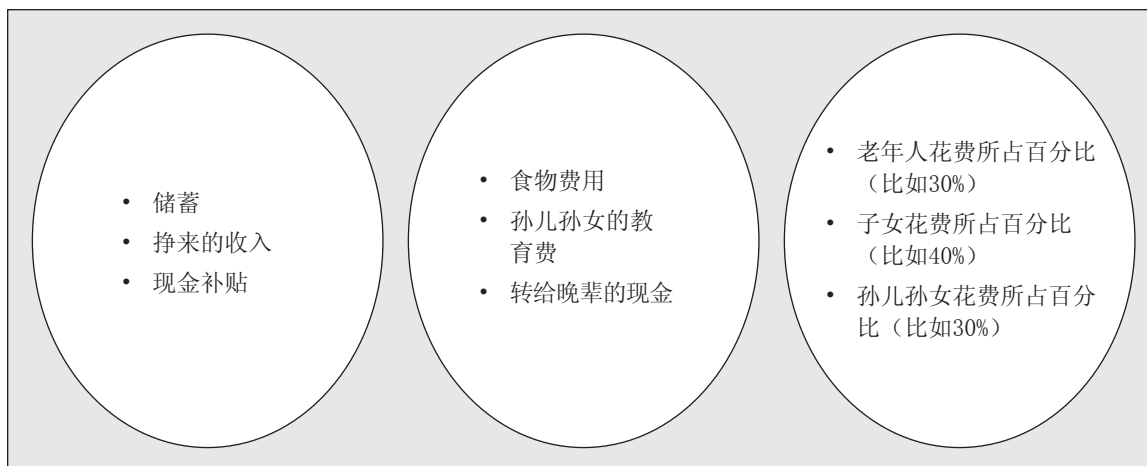 • 储蓄
• 挣来的收入
• 现金补贴
• 食物费用
• 孙儿孙女的教
育费
• 转给晚辈的现金
• 老年人花费所占百分比
（比如30%）
• 子女花费所占百分比
（比如40%）
• 孙儿孙女花费所占百分
比（比如30%）